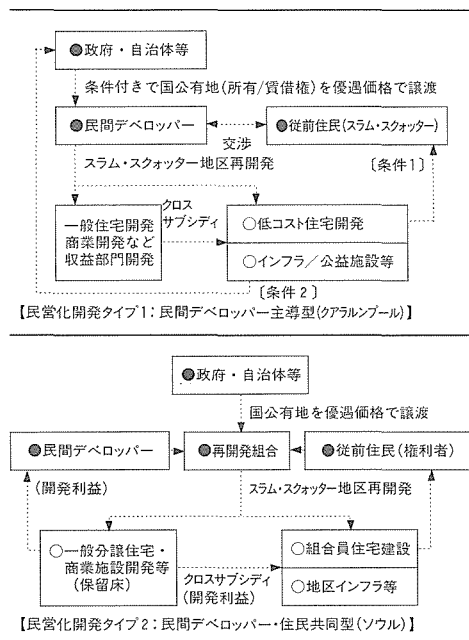 ●政府・自治体等
条件付きで国公有地(所有/賃借権)を優遇価格で譲渡
●民間デベロッパー
交渉
●従前住民(スラム・スクォッター)
スラム・スクォッター地区再開発
〔条件1〕
一般住宅開発
商業開発など
収益部門開発
クロス
サブシディ
○低コスト住宅開発
○インフラ/公益施設等
〔条件2〕
【民営化開発タイプ1:民間デベロッパー主導型(クアラルンプール)】
●政府・自治体等
国公有地を優遇価格で譲渡
●民間デベロッパー
●再開発組合
●従前住民(権利者)
(開発利益)
スラム・スクォッター地区再開発
○一般分譲住宅・
商業施設開発等
(保留床)
クロスサブシディ
(開発利益)
○組合員住宅建設
○地区インフラ等
【民営化開発タイプ2:民間デベロッパー・住民共同型(ソウル)】